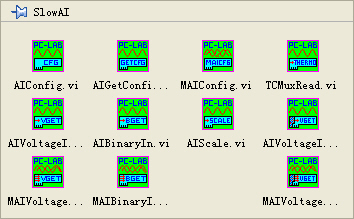 SlowAI
PC-LAB PC-LAB PC-LAB PC-LAB
CFG GETCFG MAICFG THERMO
AIConfig.vi AIGetConfi... MAIConfig.vi TCMuxRead.vi
PC-LAB PC-LAB PC-LAB PC-LAB
VGET BGET SCALE VGET
AIVoltageI... AIBinaryIn.vi AIScale.vi AIVoltageI...
PC-LAB PC-LAB PC-LAB
VGET BGET VGET
MAIVoltage... MAIBinaryI... MAIVoltage...